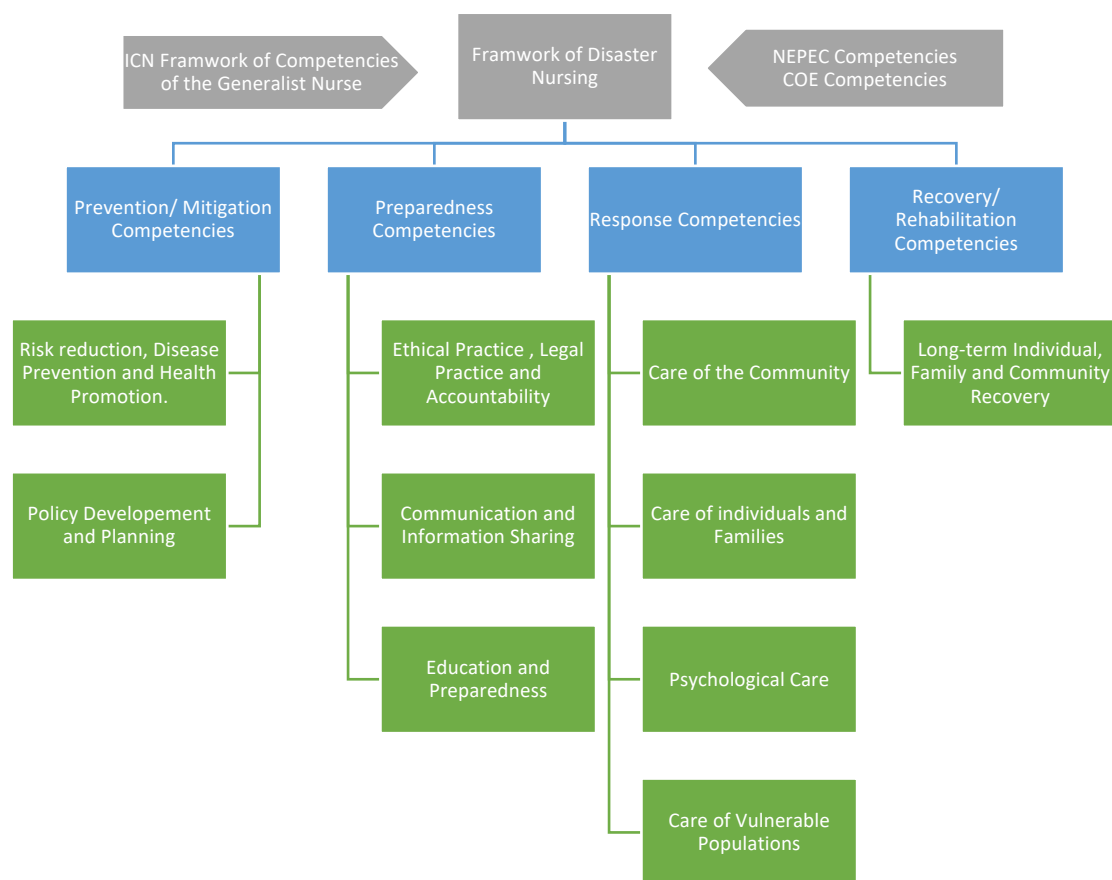 ICN Framwork of Competencies
of the Generalist Nurse
Framwork of Disaster
Nursing
NEPEC Competencies
COE Competencies
Prevention/ Mitigation
Competencies
Preparedness
Competencies
Response Competencies
Recovery/
Rehabilitation
Competencies
Risk reduction, Disease
Prevention and Health
Promotion.
Ethical Practice , Legal
Practice and
Accountability
Care of the Community
Long-term Individual,
Family and Community
Recovery
Policy Developement
and Planning
Communication and
Information Sharing
Care of individuals and
Families
Education and
Preparedness
Psychological Care
Care of Vulnerable
Populations